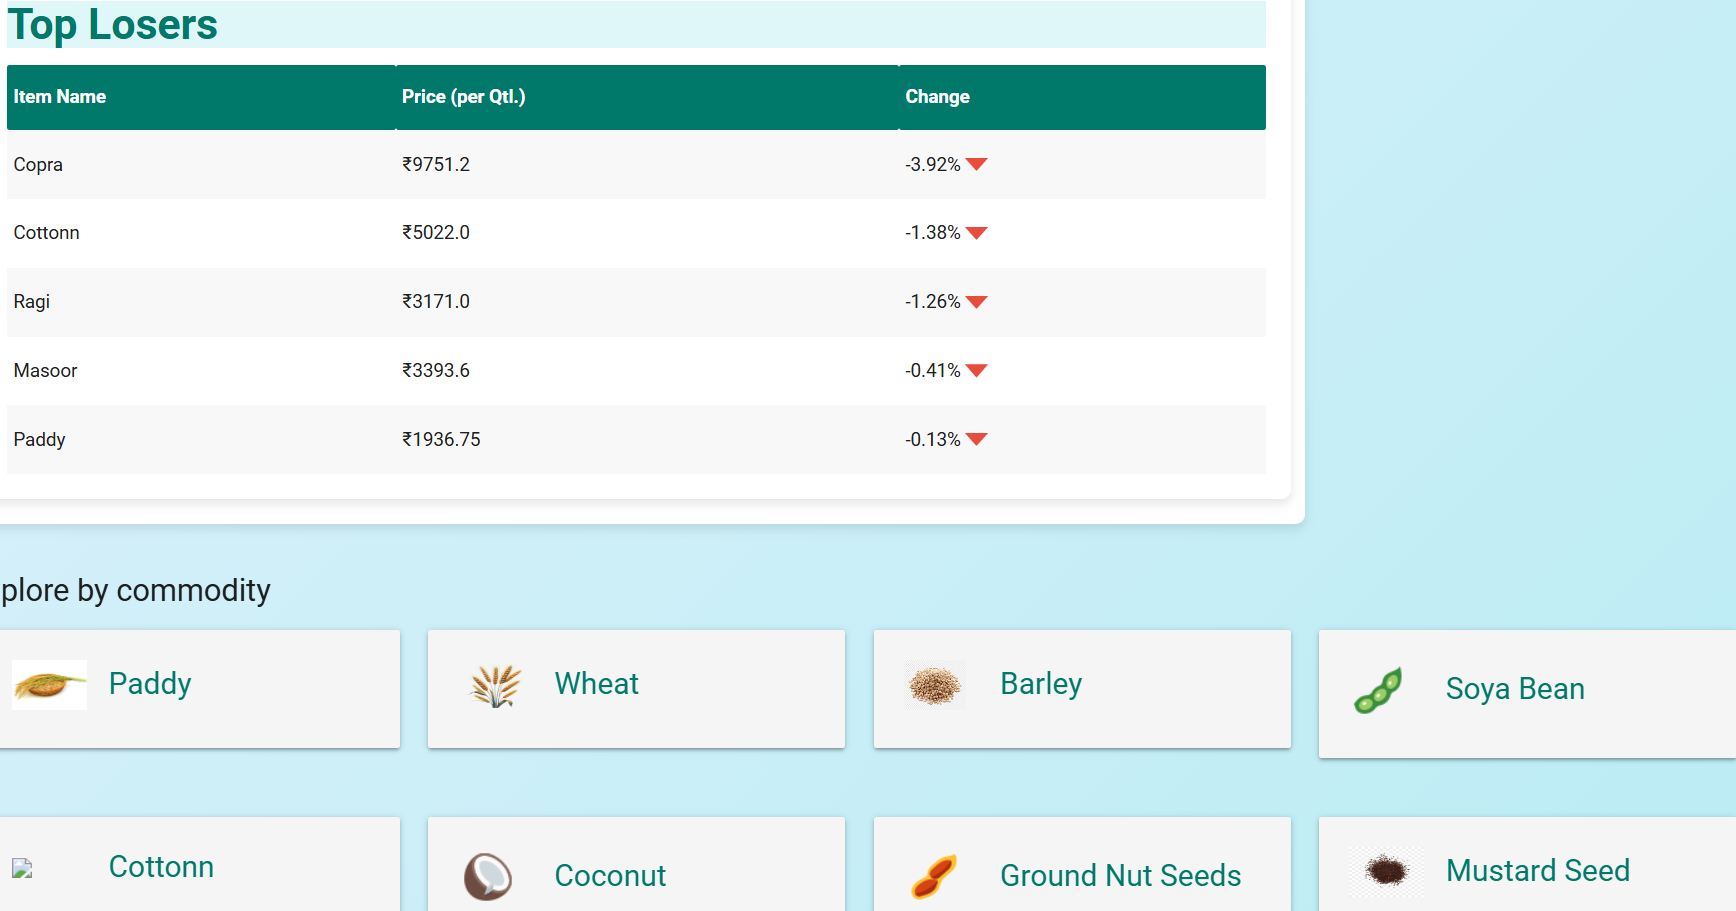 Top Losers
Item Name Price (per Qtl.) Change
Copra ₹9751.2 -3.92%
Cottonn ₹5022.0 -1.38%
Ragi ₹3171.0 -1.26%
Masoor ₹3393.6 -0.41%
Paddy ₹1936.75 -0.13%
plore by commodity
Paddy Wheat Barley Soya Bean
Cottonn Coconut Ground Nut Seeds Mustard Seed